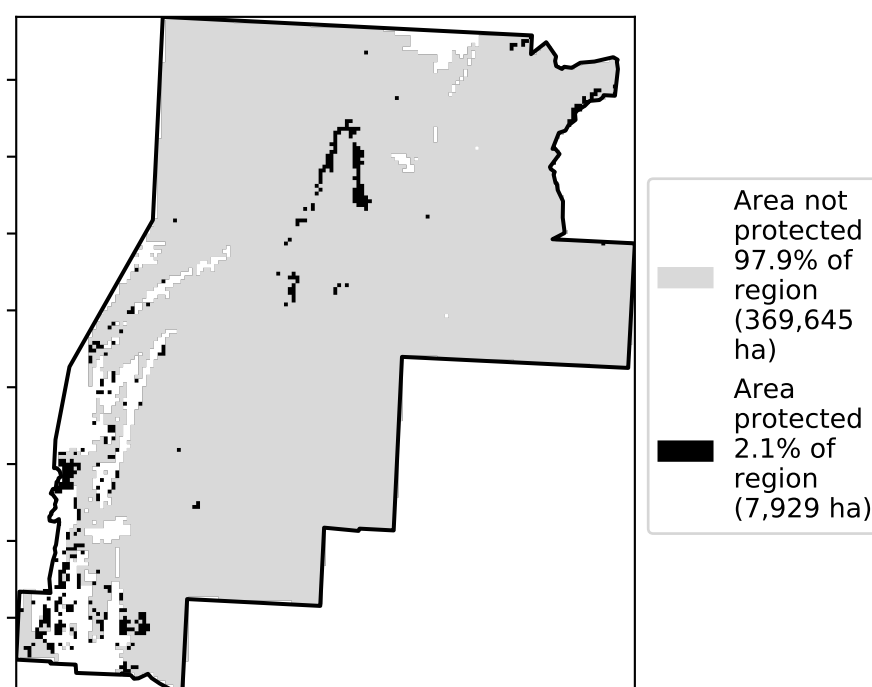 Area not
protected
97.9% of
region
(369,645
ha)
Area
protected
2.1% of
region
(7,929 ha)